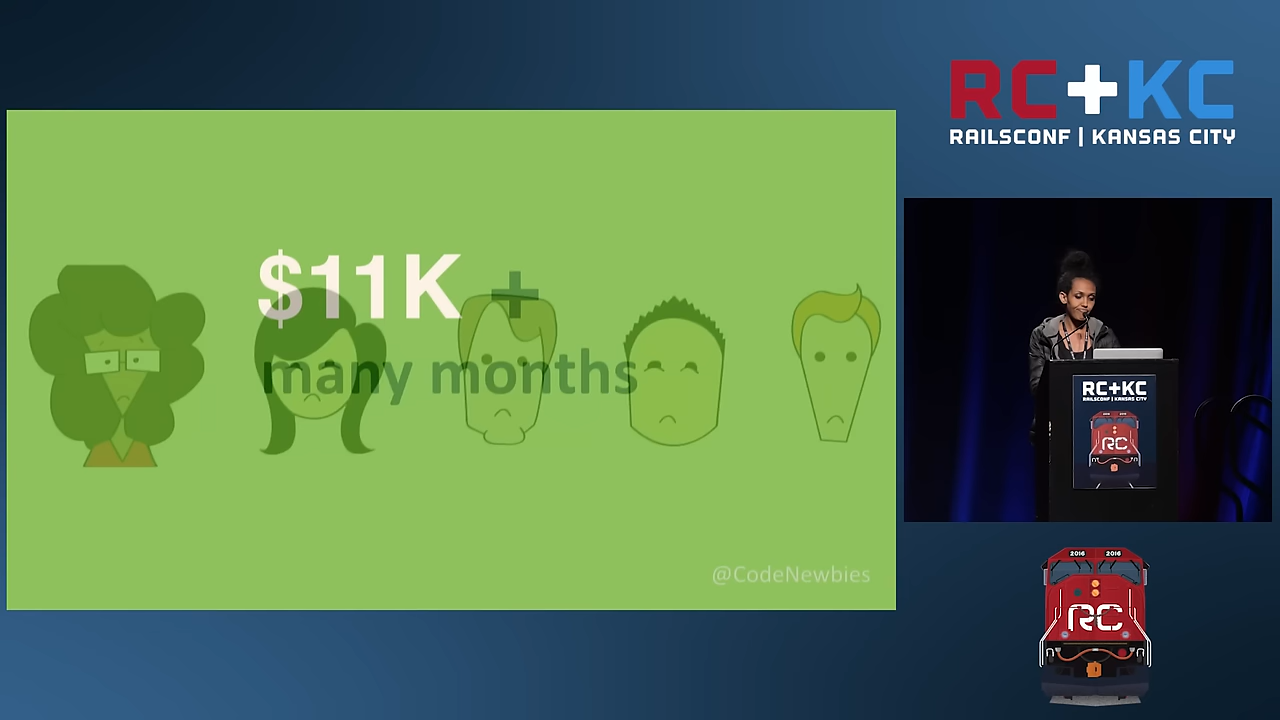 $11K +
many months
@CodeNewbies
RC+KC
RAILSCONF | KANSAS CITY
RC+KC
RAILSCONF | KANSAS CITY
RC
2016 2016
RC